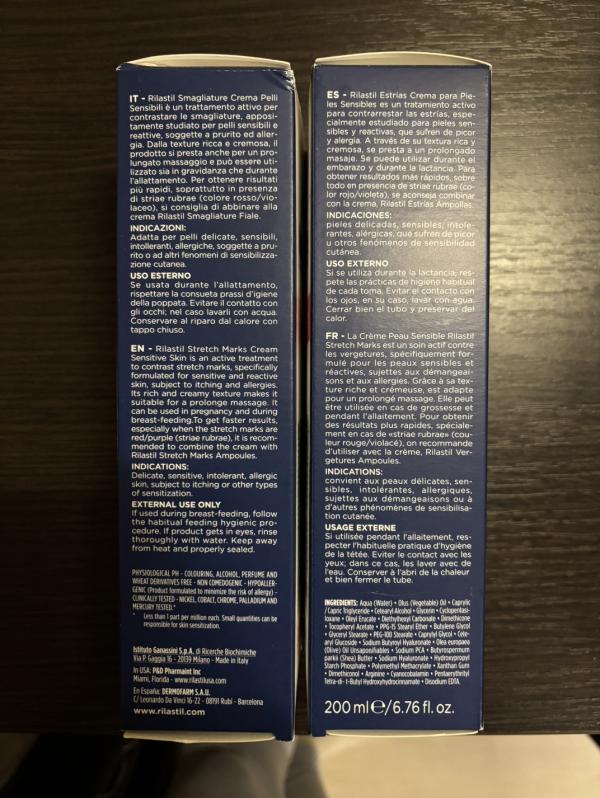 IT - Rilastil Smagliature Crema Pelli
Sensibili è un trattamento attivo per
contrastare le smagliature, apposi-
tamente studiato per pelli sensibili e
reattive, soggette a prurito ed aller-
gia. Dalla texture ricca e cremosa, il
prodotto si presta anche per un pro-
lungato massaggio e può essere uti-
lizzato sia in gravidanza che durante
l'allattamento. Per ottenere risultati
più rapidi, soprattutto in presenza
di striae rubrae (colore rosso/vio-
laceo), si consiglia di abbinare alla
crema Rilastil Smagliature Fiale.
INDICAZIONI:
Adatta per pelli delicate, sensibili,
intolleranti, allergiche, soggette a pru-
rito o ad altri fenomeni di sensibilizza-
zione cutanea.
USO ESTERNO
Se usata durante l'allattamento,
rispettare la consueta prassi d'igiene
della poppata. Evitare il contatto con
gli occhi; nel caso lavarli con acqua.
Conservare al riparo dal calore con
tappo chiuso.
EN - Rilastil Stretch Marks Cream
Sensitive Skin is an active treatment
to contrast stretch marks, specifically
formulated for sensitive and reactive
skin, subject to itching and allergies.
Its rich and creamy texture makes it
suitable for a prolonge massage. It
can be used in pregnancy and during
breast-feeding.To get faster results,
especially when the stretch marks are
red/purple (striae rubrae), it is recom-
mended to combine the cream with
Rilastil Stretch Marks Ampoules.
INDICATIONS:
Delicate, sensitive, intolerant, allergic
skin, subject to itching or other types
of sensitization.
EXTERNAL USE ONLY
If used during breast-feeding, follow
the habitual feeding hygienic pro-
cedure. If product gets in eyes, rinse
thoroughly with water. Keep away
from heat and properly sealed.
PHYSIOLOGICAL PH - COLOURING, ALCOHOL, PERFUME AND
WHEAT DERIVATIVES FREE - NON COMEDOGENIC - HYPOALLER-
GENIC (Product formulated to minimize the risk of allergy) -
CLINICALLY TESTED - NICKEL, COBALT, CHROME, PALLADIUM AND
MERCURY TESTED.*
* Less than 1 part per million each. Small quantities can be
responsible for skin sensitization.
Istituto Ganassini S.p.A. di Ricerche Biochimiche
Via P. Gaggia 16 - 20139 Milano - Made in Italy
In USA: P&D Pharmaint Inc
Miami, Florida - www.rilastilusa.com
En España: DERMOFARM S.A.U.
C/ Leonardo Da Vinci 16-22 - 08191 Rubí - Barcelona
www.rilastil.com
ES - Rilastil Estrías Crema para Pie-
les Sensibles es un tratamiento activo
para contrarrestar las estrías, espe-
cialmente estudiado para pieles sen-
sibles y reactivas, que sufren de picor
y alergia. A través de su textura rica y
cremosa, se presta a un prolongado
masaje. Se puede utilizar durante el
embarazo y durante la lactancia. Para
obtener resultados más rápidos, sobre
todo en presencia de striae rubrae (co-
lor rojo/violeta), se aconseja combinar
con la crema, Rilastil Estrías Ampollas.
INDICACIONES:
pieles delicadas, sensibles, intole-
rantes, alérgicas, que sufren de picor
u otros fenómenos de sensibilidad
cutánea.
USO EXTERNO
Si se utiliza durante la lactancia, res-
pete las prácticas de higiene habitual
de cada toma. Evitar el contacto con
los ojos, en su caso, lavar con agua.
Cerrar bien el tubo y preservar del
calor.
FR - La Crème Peau Sensible Rilastil
Stretch Marks est un soin actif contre
les vergetures, spécifiquement for-
mulé pour les peaux sensibles et
réactives, sujettes aux démangeai-
sons et aux allergies. Grâce à sa tex-
ture riche et crémeuse, est adapte
pour un prolongé massage. Elle peut
être utilisée en cas de grossesse et
pendant l'allaitement. Pour obtenir
des résultats plus rapides, spéciale-
ment en cas de «striae rubrae» (cou-
leur rouge/violacé), on recommande
d'utiliser avec la crème, Rilastil Ver-
getures Ampoules.
INDICATIONS:
convient aux peaux délicates, sen-
sibles, intolérantes, allergiques,
sujettes aux démangeaisons ou à
d'autres phénomènes de sensibilisa-
tion cutanée.
USAGE EXTERNE
Si utilisée pendant l'allaitement, res-
pecter l'habituelle pratique d'hygiène
de la tétée. Eviter le contact avec les
yeux; dans ce cas, les laver avec de
l'eau. Conserver à l'abri de la chaleur
et bien fermer le tube.
INGREDIENTS: Aqua (Water) • Olus (Vegetable) Oil • Caprylic
/Capric Triglyceride • Cetearyl Alcohol • Glycerin • Cyclopentasi-
loxane • Oleyl Erucate • Diethylhexyl Carbonate • Dimethicone
• Tocopheryl Acetate • PPG-15 Stearyl Ether • Butylene Glycol
• Glyceryl Stearate • PEG-100 Stearate • Caprylyl Glycol • Cete-
aryl Glucoside • Sodium Butyroyl Hyaluronate • Olea europaea
(Olive) Oil Unsaponifiables • Sodium PCA • Butyrospermum
parkii (Shea) Butter • Sodium Hyaluronate • Hydroxypropyl
Starch Phosphate • Polymethyl Methacrylate • Xanthan Gum
• Dimethiconol • Arginine • Cyanocobalamin • Pentaerythrityl
Tetra-di-t-Butyl Hydroxyhydrocinnamate • Disodium EDTA.
200 ml ℮/6.76 fl. oz.